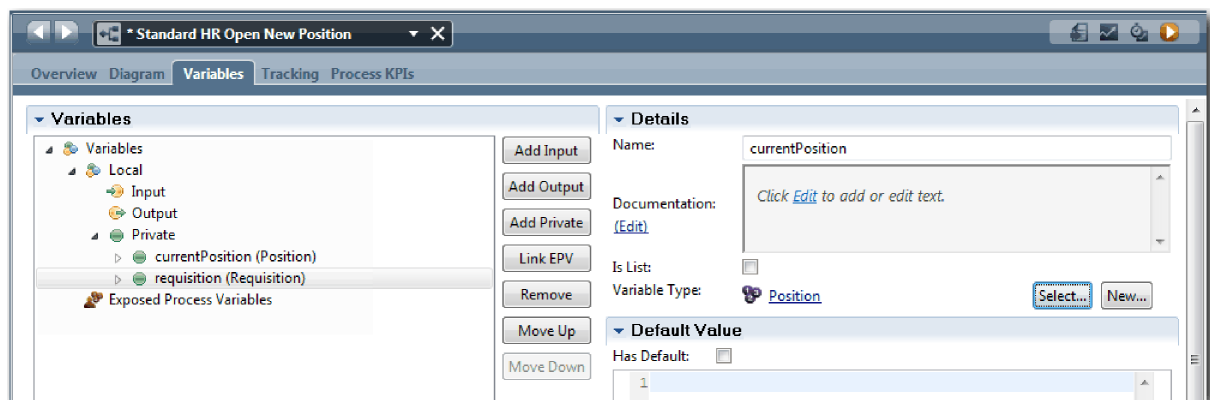 * Standard HR Open New Position
Overview Diagram Variables Tracking Process KPIs
Variables
Variables
Local
Input
Output
Private
currentPosition (Position)
requisition (Requisition)
Exposed Process Variables
Add Input
Add Output
Add Private
Link EPV
Remove
Move Up
Move Down
Details
Name: currentPosition
Documentation: Click Edit to add or edit text.
(Edit)
Is List:
Variable Type: Position Select... New...
Default Value
Has Default:
1